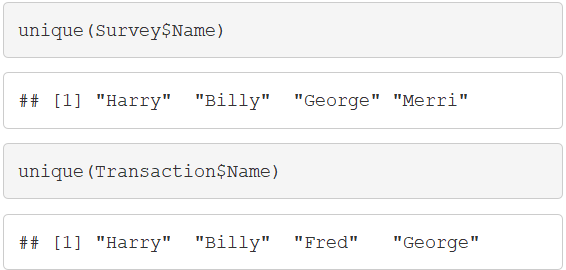 unique(Survey$Name)
## [1] "Harry"  "Billy"  "George" "Merri"
unique(Transaction$Name)
## [1] "Harry"  "Billy"  "Fred"   "George"